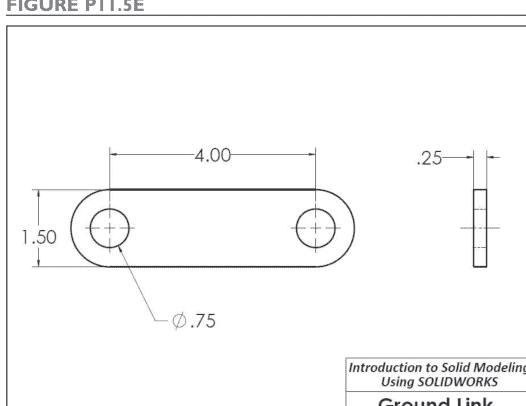 FIGURE P11.5E
4.00
.25
1.50
∅.75
Introduction to Solid Modeling
Using SOLIDWORKS
Ground Link